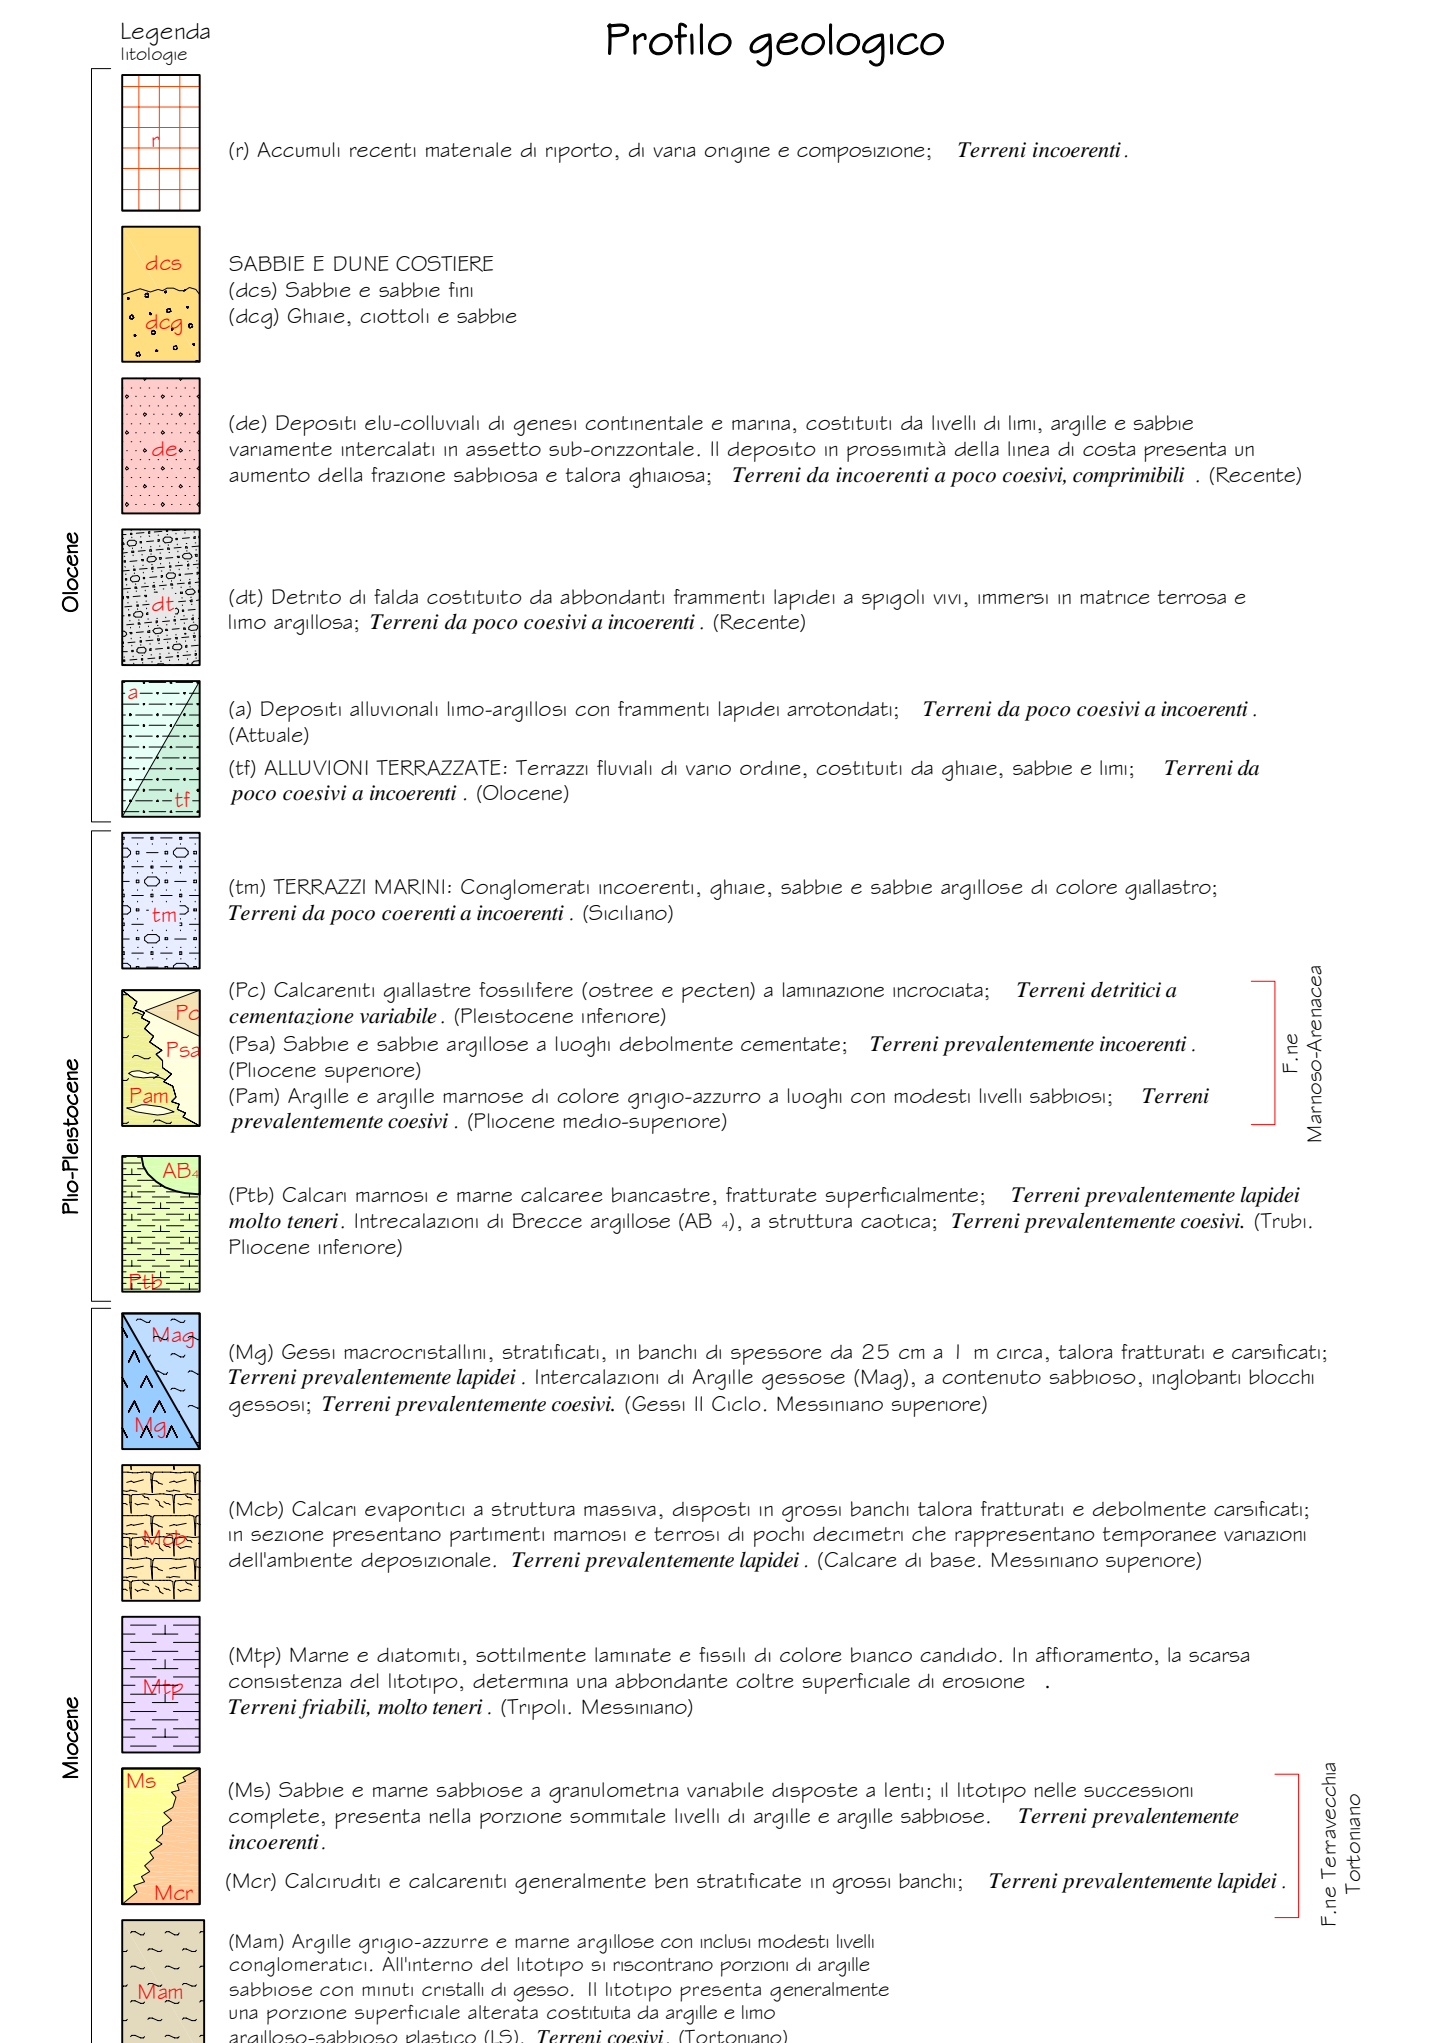 Legenda
litologie
Profilo geologico
Olocene
r
(r) Accumuli recenti materiale di riporto, di varia origine e composizione; Terreni incoerenti.
dcs
dcg
SABBIE E DUNE COSTIERE
(dcs) Sabbie e sabbie fini
(dcg) Ghiaie, ciottoli e sabbie
de
(de) Depositi elu-colluviali di genesi continentale e marina, costituiti da livelli di limi, argille e sabbie
variamente intercalati in assetto sub-orizzontale. Il deposito in prossimità della linea di costa presenta un
aumento della frazione sabbiosa e talora ghiaiosa; Terreni da incoerenti a poco coesivi, comprimibili . (Recente)
dt
(dt) Detrito di falda costituito da abbondanti frammenti lapidei a spigoli vivi, immersi in matrice terrosa e
limo argillosa; Terreni da poco coesivi a incoerenti . (Recente)
a
tf
(a) Depositi alluvionali limo-argillosi con frammenti lapidei arrotondati; Terreni da poco coesivi a incoerenti .
(Attuale)
(tf) ALLUVIONI TERRAZZATE: Terrazzi fluviali di vario ordine, costituiti da ghiaie, sabbie e limi; Terreni da
poco coesivi a incoerenti . (Olocene)
Plio-Pleistocene
tm
(tm) TERRAZZI MARINI: Conglomerati incoerenti, ghiaie, sabbie e sabbie argillose di colore giallastro;
Terreni da poco coerenti a incoerenti . (Siciliano)
Pc
Psa
Pam
(Pc) Calcareniti giallastre fossilifere (ostree e pecten) a laminazione incrociata; Terreni detritici a
cementazione variabile . (Pleistocene inferiore)
(Psa) Sabbie e sabbie argillose a luoghi debolmente cementate; Terreni prevalentemente incoerenti .
(Pliocene superiore)
(Pam) Argille e argille marnose di colore grigio-azzurro a luoghi con modesti livelli sabbiosi; Terreni
prevalentemente coesivi . (Pliocene medio-superiore)
F.ne
Marnoso-Arenacea
AB4
Ptb
(Ptb) Calcari marnosi e marne calcaree biancastre, fratturate superficialmente; Terreni prevalentemente lapidei
molto teneri. Intrecalazioni di Brecce argillose (AB 4), a struttura caotica; Terreni prevalentemente coesivi. (Trubi.
Pliocene inferiore)
Miocene
Mag
Mg
(Mg) Gessi macrocristallini, stratificati, in banchi di spessore da 25 cm a 1 m circa, talora fratturati e carsificati;
Terreni prevalentemente lapidei . Intercalazioni di Argille gessose (Mag), a contenuto sabbioso, inglobanti blocchi
gessosi; Terreni prevalentemente coesivi. (Gessi II Ciclo. Messiniano superiore)
Mcb
(Mcb) Calcari evaporitici a struttura massiva, disposti in grossi banchi talora fratturati e debolmente carsificati;
in sezione presentano partimenti marnosi e terrosi di pochi decimetri che rappresentano temporanee variazioni
dell'ambiente deposizionale. Terreni prevalentemente lapidei . (Calcare di base. Messiniano superiore)
Mtp
(Mtp) Marne e diatomiti, sottilmente laminate e fissili di colore bianco candido. In affioramento, la scarsa
consistenza del litotipo, determina una abbondante coltre superficiale di erosione .
Terreni friabili, molto teneri . (Tripoli. Messiniano)
Ms
Mcr
(Ms) Sabbie e marne sabbiose a granulometria variabile disposte a lenti; il litotipo nelle successioni
complete, presenta nella porzione sommitale livelli di argille e argille sabbiose. Terreni prevalentemente
incoerenti.
(Mcr) Calciruditi e calcareniti generalmente ben stratificate in grossi banchi; Terreni prevalentemente lapidei .
F.ne Terravecchia
Tortoniano
Mam
(Mam) Argille grigio-azzurre e marne argillose con inclusi modesti livelli
conglomeratici. All'interno del litotipo si riscontrano porzioni di argille
sabbiose con minuti cristalli di gesso. Il litotipo presenta generalmente
una porzione superficiale alterata costituita da argille e limo
argilloso-sabbioso plastico (LS). Terreni coesivi. (Tortoniano)